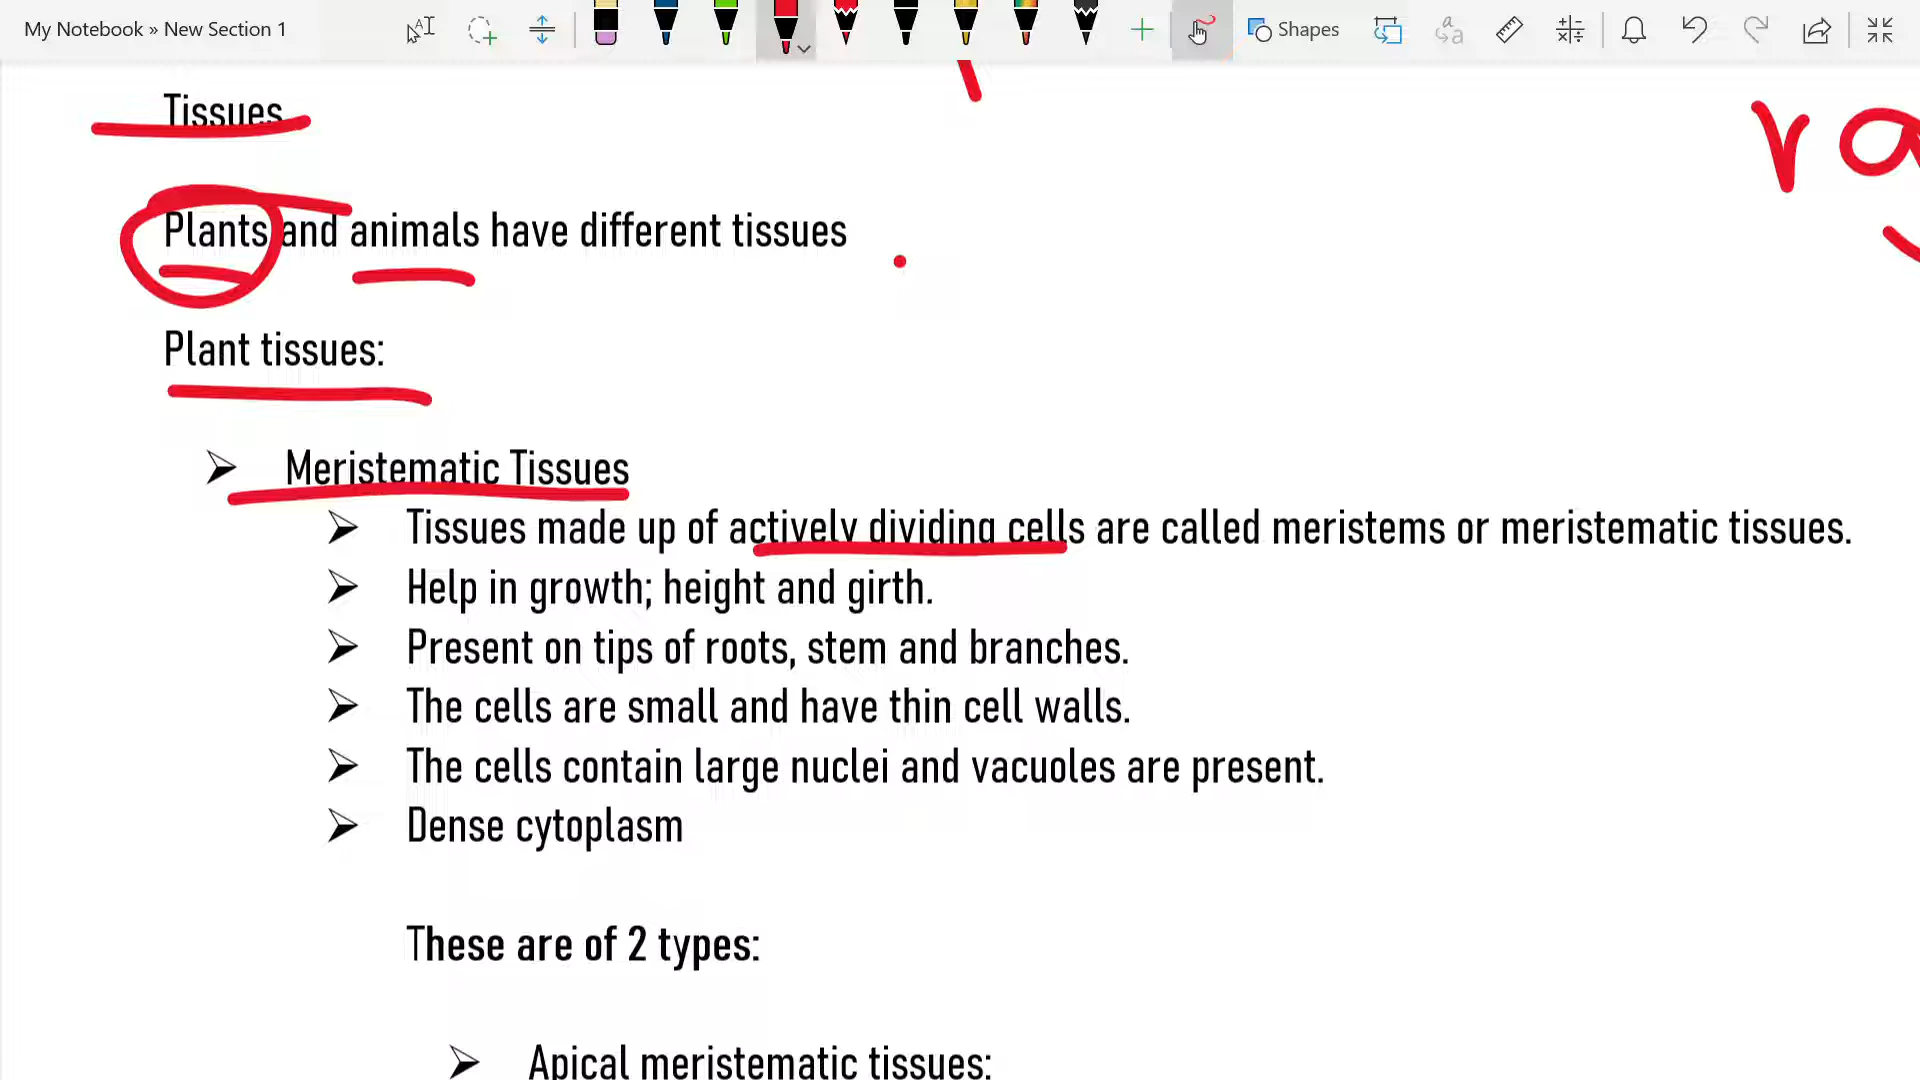 My Notebook » New Section 1
Shapes
Tissues
Plants and animals have different tissues
Plant tissues:
➢ Meristematic Tissues
➢ Tissues made up of actively dividing cells are called meristems or meristematic tissues.
➢ Help in growth; height and girth.
➢ Present on tips of roots, stem and branches.
➢ The cells are small and have thin cell walls.
➢ The cells contain large nuclei and vacuoles are present.
➢ Dense cytoplasm
These are of 2 types:
➢ Apical meristematic tissues: